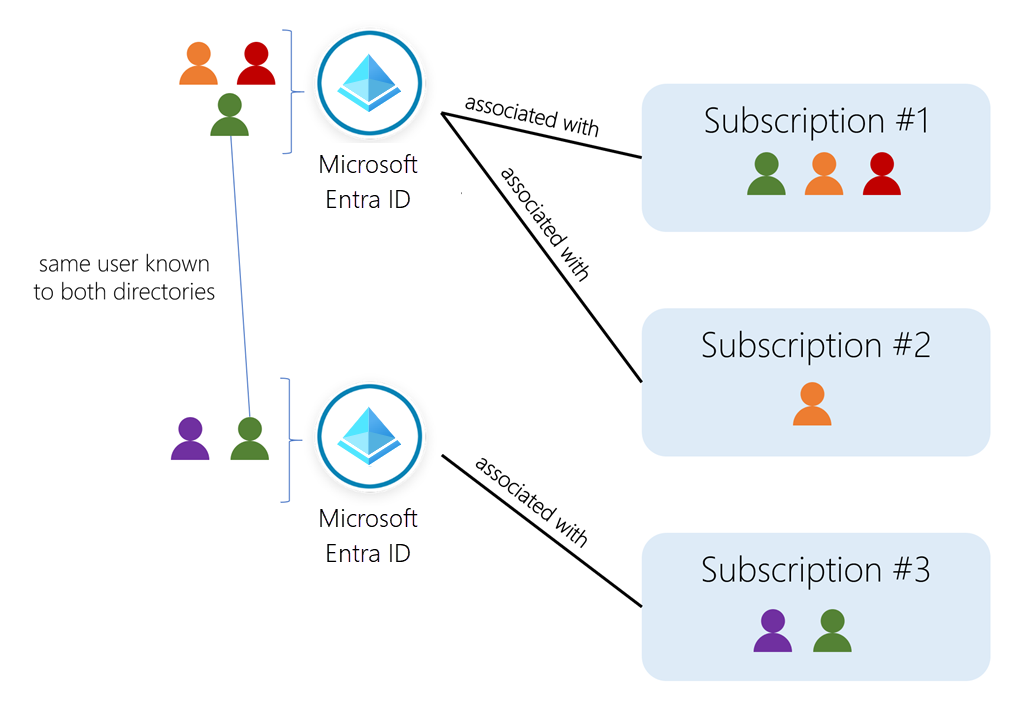 associated with
Subscription #1
Microsoft
Entra ID
associated with
same user known
to both directories
Subscription #2
Microsoft
Entra ID
associated with
Subscription #3